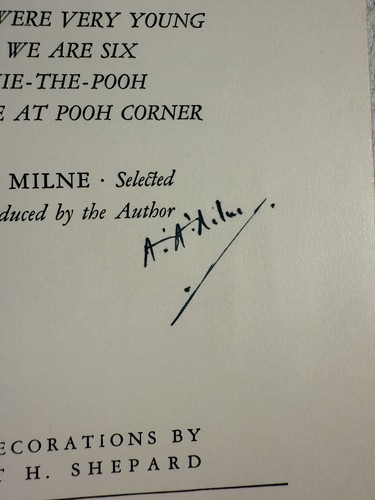 WERE VERY YOUNG
WE ARE SIX
IE-THE-POOH
E AT POOH CORNER
MILNE · Selected
duced by the Author
A. A. Milne
ECORATIONS BY
T H. SHEPARD